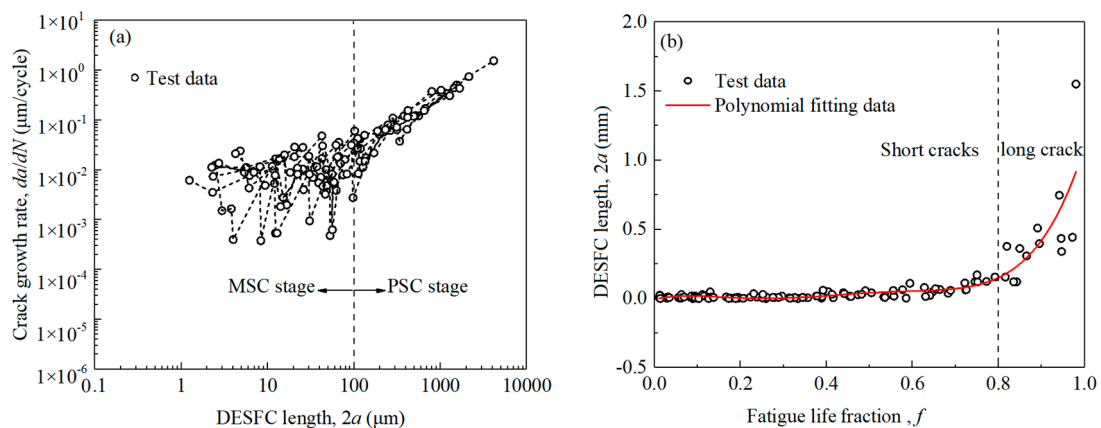 (a)
Test data
MSC stage
PSC stage
1×10^1
1×10^0
1×10^-1
1×10^-2
1×10^-3
1×10^-4
1×10^-5
1×10^-6
Crack growth rate, da/dN (μm/cycle)
0.1 1 10 100 1000 10000
DESFC length, 2a (μm)
(b)
Test data
Polynomial fitting data
Short cracks
long crack
2.0
1.5
1.0
0.5
0.0
-0.5
DESFC length, 2a (mm)
0.0 0.2 0.4 0.6 0.8 1.0
Fatigue life fraction , f